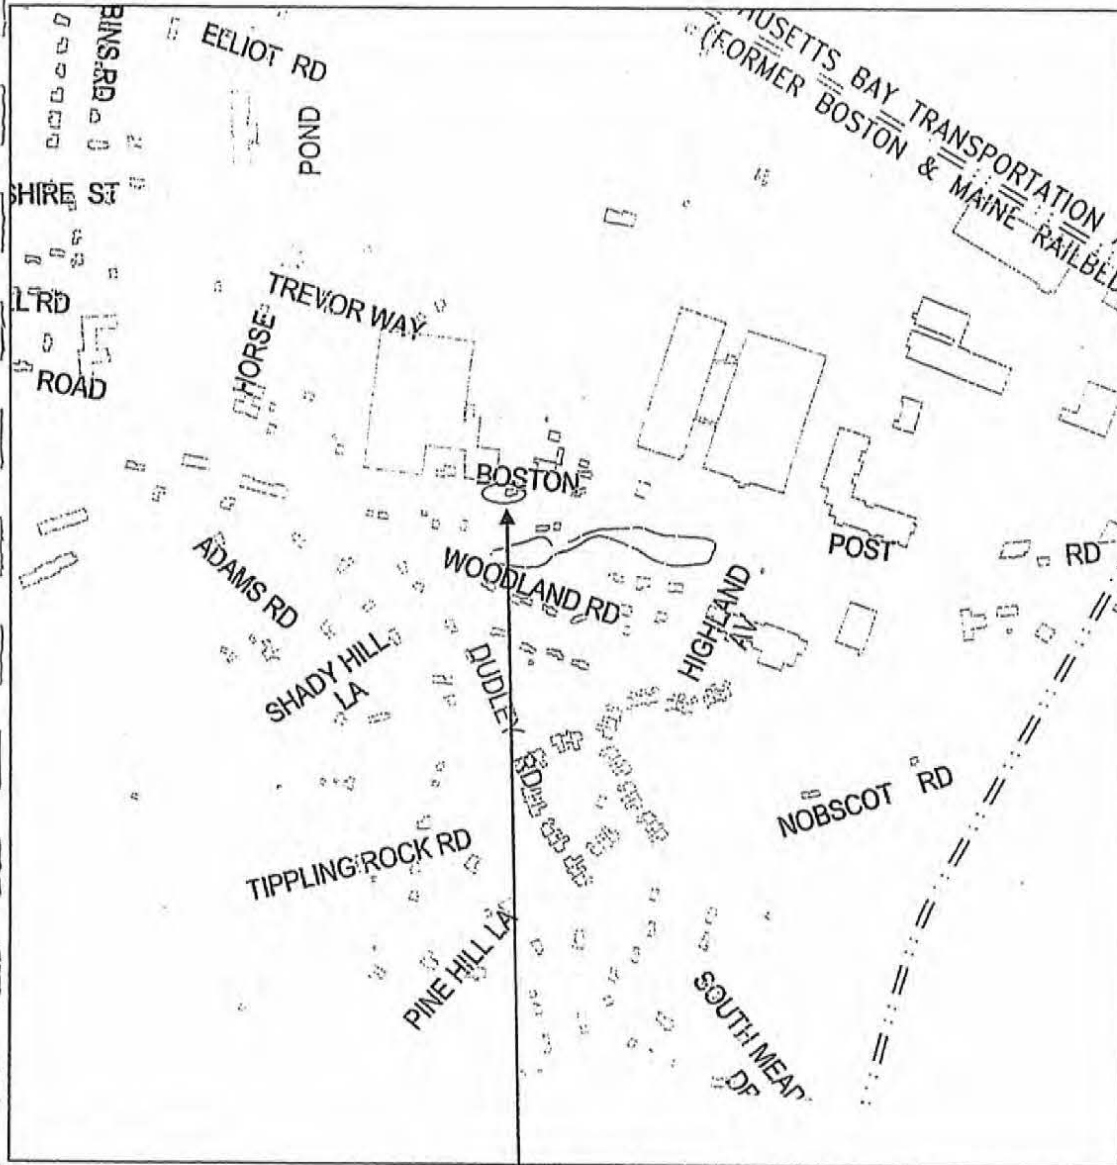 BINS RD
ELLIOT RD
POND
HUSETTS BAY TRANSPORTATION
(FORMER BOSTON & MAINE RAILBED
SHIRE ST
TREVOR WAY
LL RD
HORSE
ROAD
BOSTON
POST
RD
WOODLAND RD
ADAMS RD
HIGHLAND
AV
SHADY HILL
LA
DUDLEY
RD
NOBSCOT RD
TIPPLING ROCK RD
PINE HILL LA
SOUTH MEAD
DR